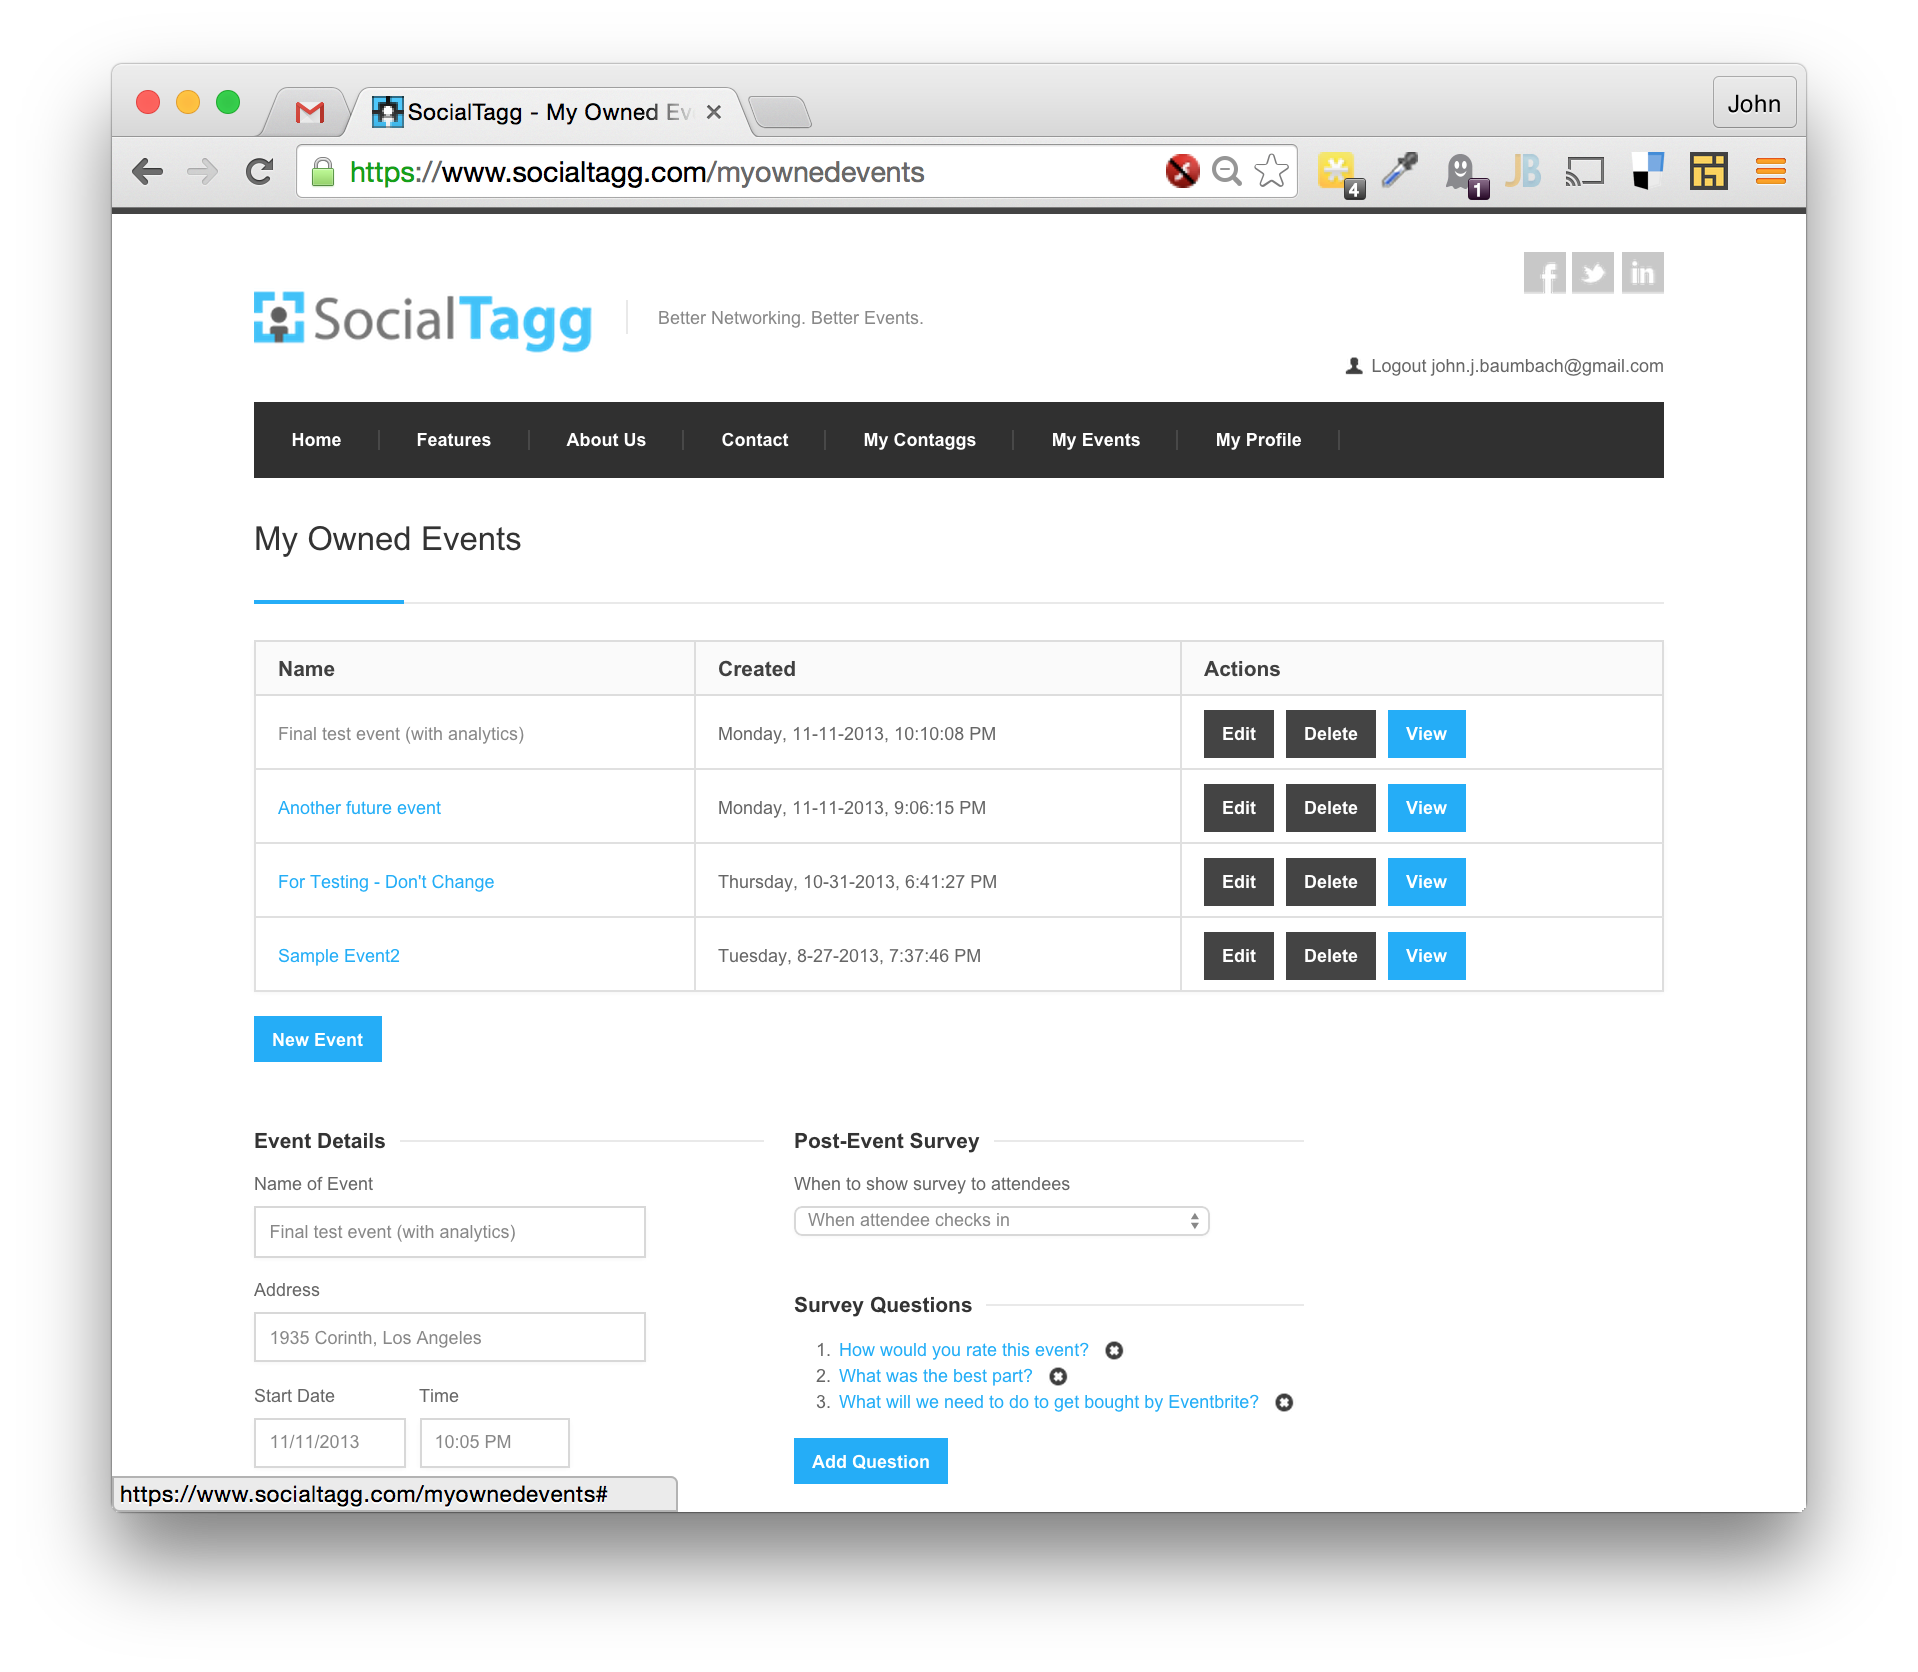 SocialTagg - My Owned Ev
John
https://www.socialtagg.com/myownedevents
4
1
JB
f
in
SocialTagg
Better Networking. Better Events.
Logout john.j.baumbach@gmail.com
Home Features About Us Contact My Contaggs My Events My Profile
My Owned Events
Name Created Actions
Final test event (with analytics) Monday, 11-11-2013, 10:10:08 PM Edit Delete View
Another future event Monday, 11-11-2013, 9:06:15 PM Edit Delete View
For Testing - Don't Change Thursday, 10-31-2013, 6:41:27 PM Edit Delete View
Sample Event2 Tuesday, 8-27-2013, 7:37:46 PM Edit Delete View
New Event
Event Details
Name of Event
Final test event (with analytics)
Address
1935 Corinth, Los Angeles
Start Date Time
11/11/2013 10:05 PM
Post-Event Survey
When to show survey to attendees
When attendee checks in
Survey Questions
1. How would you rate this event?
2. What was the best part?
3. What will we need to do to get bought by Eventbrite?
Add Question
https://www.socialtagg.com/myownedevents#